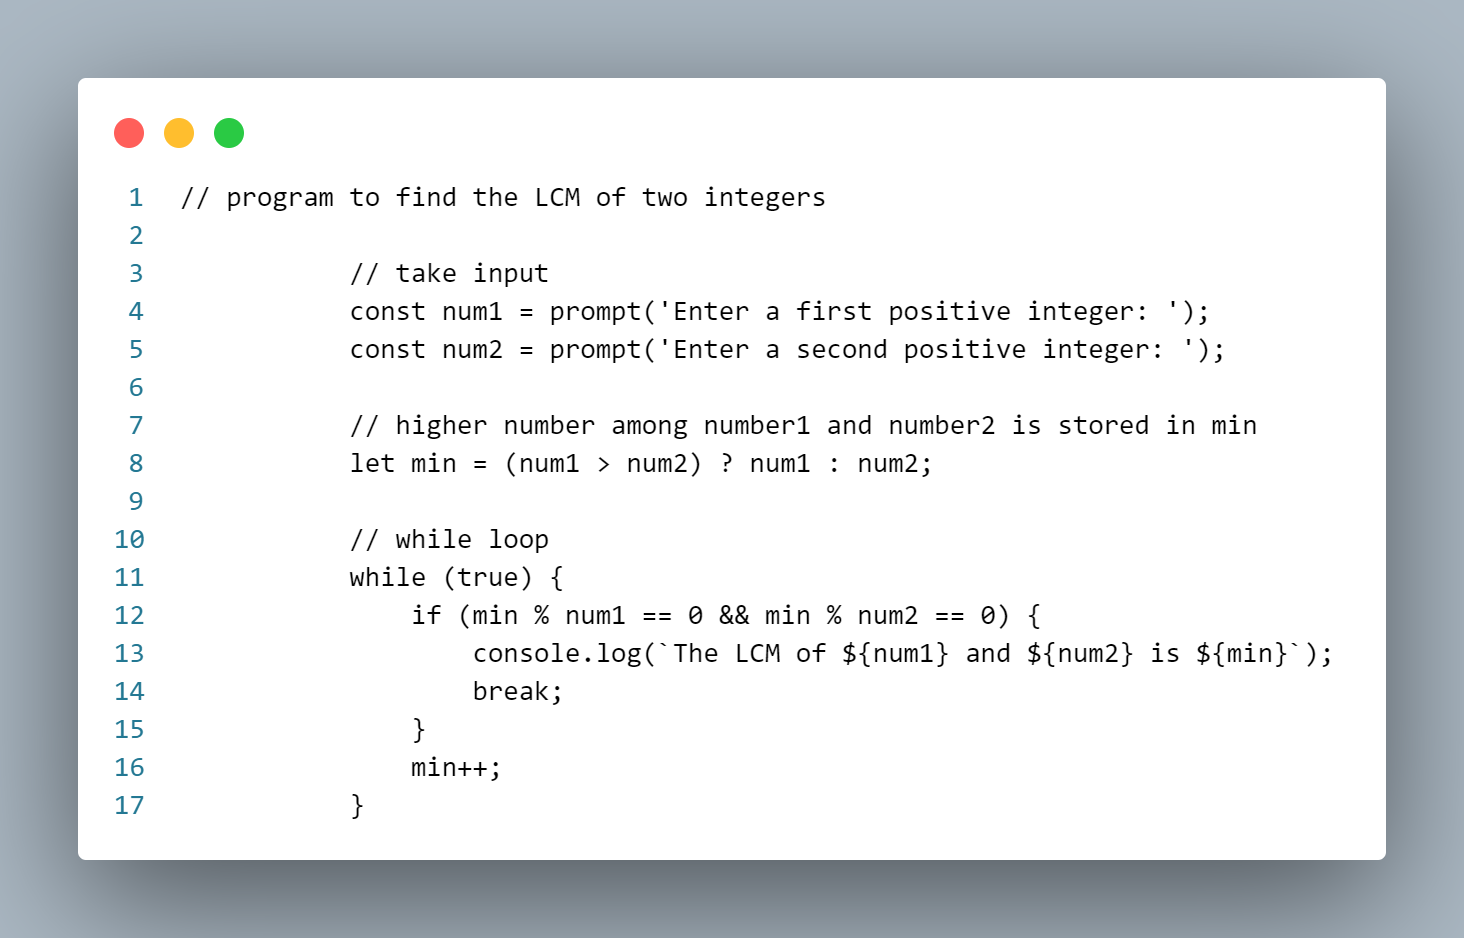 1 // program to find the LCM of two integers
2
3 // take input
4 const num1 = prompt('Enter a first positive integer: ');
5 const num2 = prompt('Enter a second positive integer: ');
6
7 // higher number among number1 and number2 is stored in min
8 let min = (num1 > num2) ? num1 : num2;
9
10 // while loop
11 while (true) {
12     if (min % num1 == 0 && min % num2 == 0) {
13         console.log(`The LCM of ${num1} and ${num2} is ${min}`);
14         break;
15     }
16     min++;
17 }